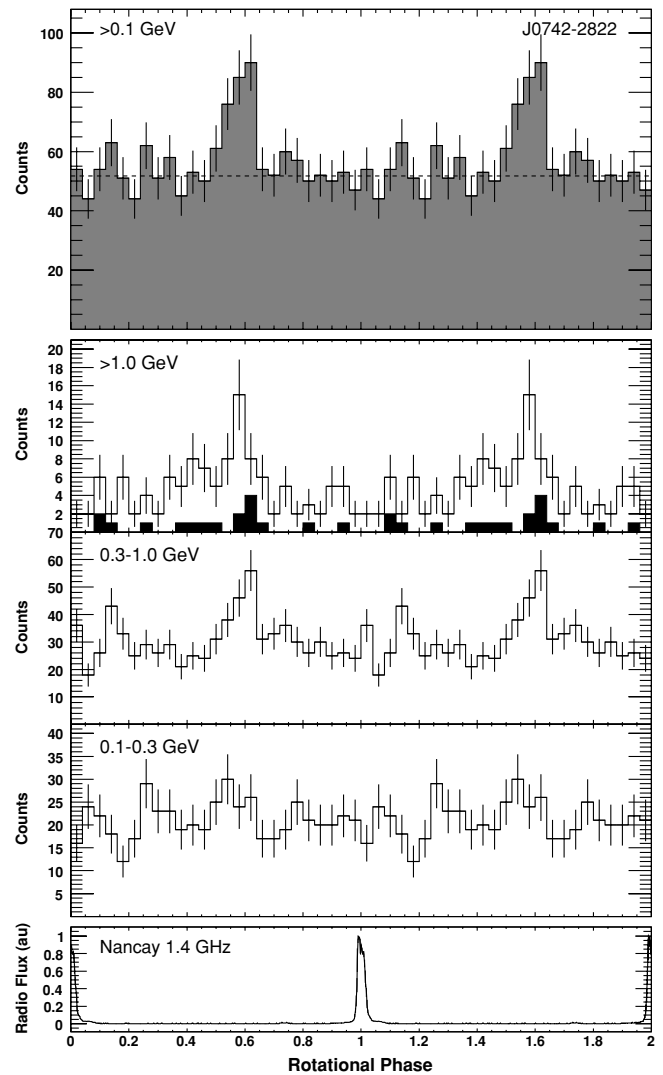 >0.1 GeV
J0742-2822
100
80
60
40
20
Counts
>1.0 GeV
20
18
16
14
12
10
8
6
4
2
Counts
0.3-1.0 GeV
70
60
50
40
30
20
10
Counts
0.1-0.3 GeV
40
35
30
25
20
15
10
5
Counts
Nancay 1.4 GHz
1
0.8
0.6
0.4
0.2
0
Radio Flux (au)
0 0.2 0.4 0.6 0.8 1 1.2 1.4 1.6 1.8 2
Rotational Phase